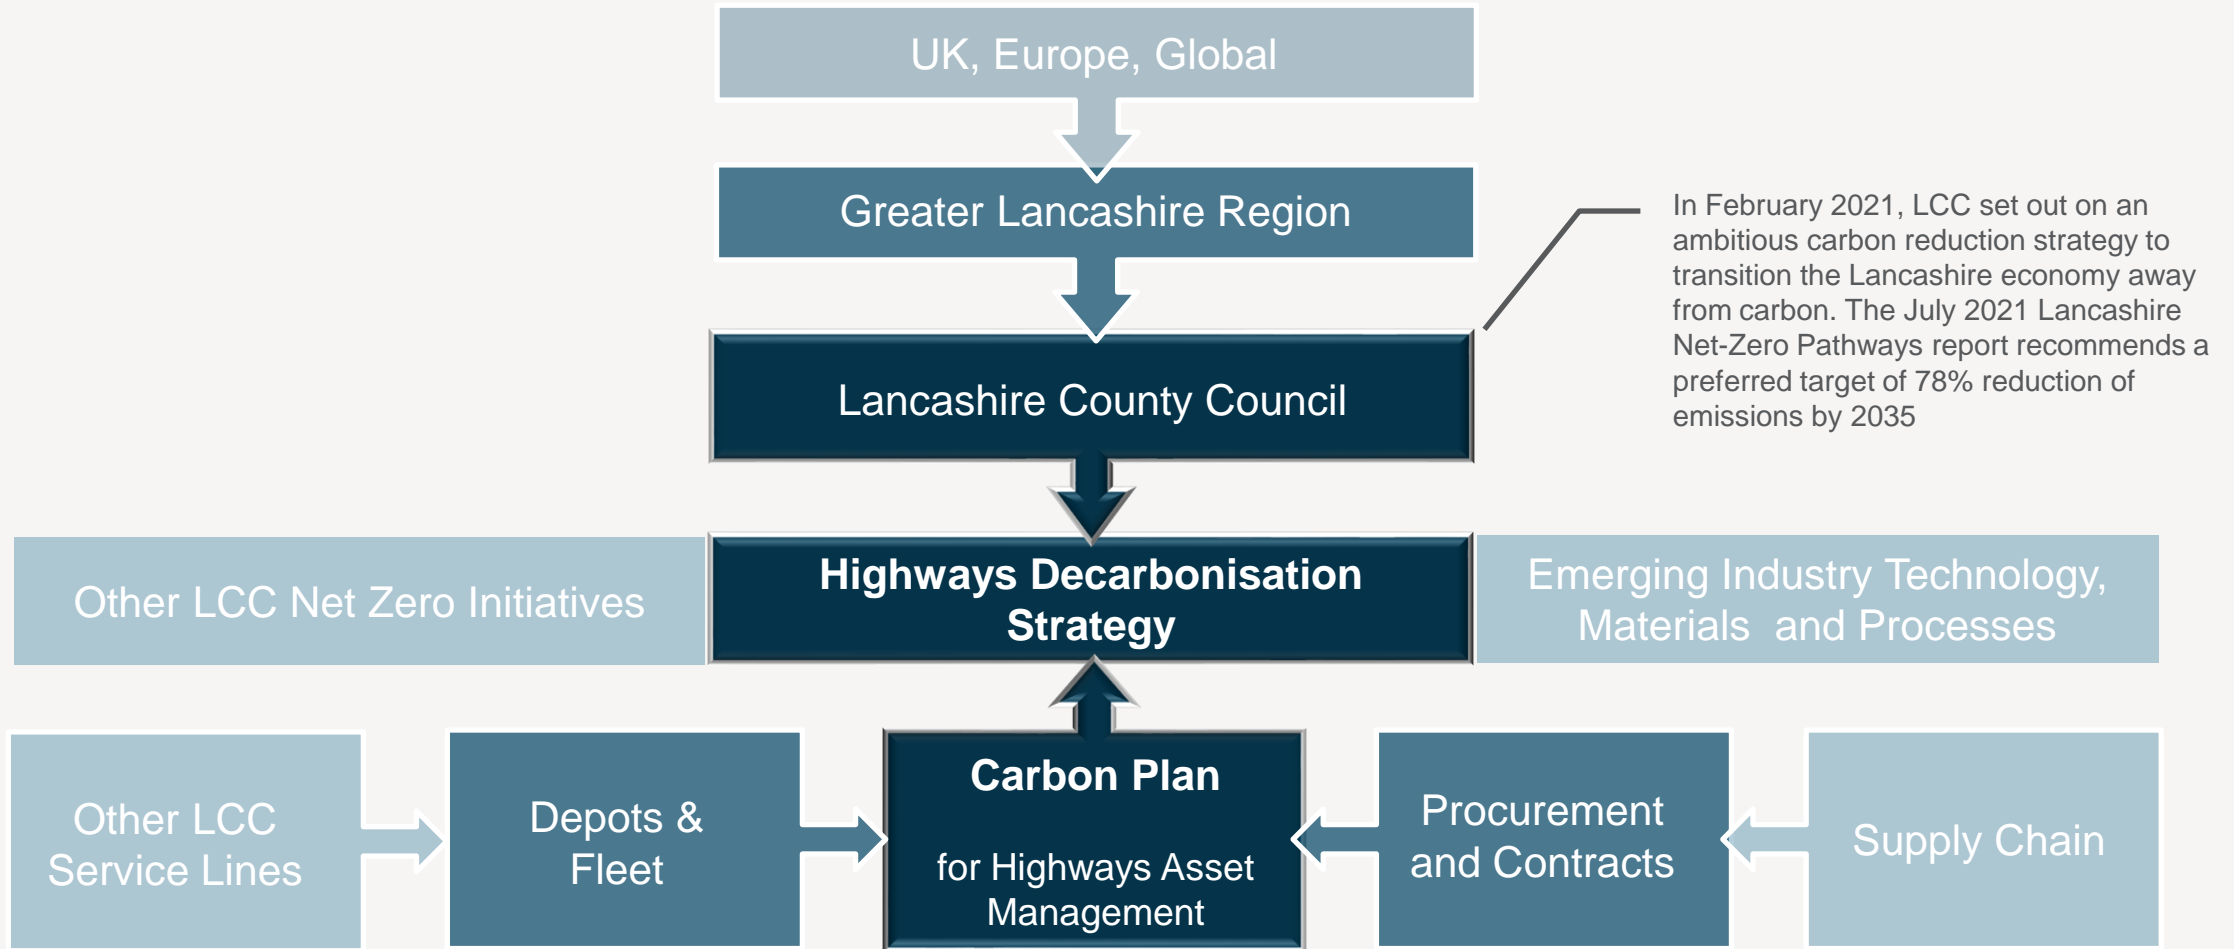 UK, Europe, Global
Greater Lancashire Region
In February 2021, LCC set out on an
ambitious carbon reduction strategy to
transition the Lancashire economy away
from carbon. The July 2021 Lancashire
Net-Zero Pathways report recommends a
preferred target of 78% reduction of
emissions by 2035
Lancashire County Council
Other LCC Net Zero Initiatives
Highways Decarbonisation
Strategy
Emerging Industry Technology,
Materials  and Processes
Other LCC
Service Lines
Depots &
Fleet
Carbon Plan
for Highways Asset
Management
Procurement
and Contracts
Supply Chain